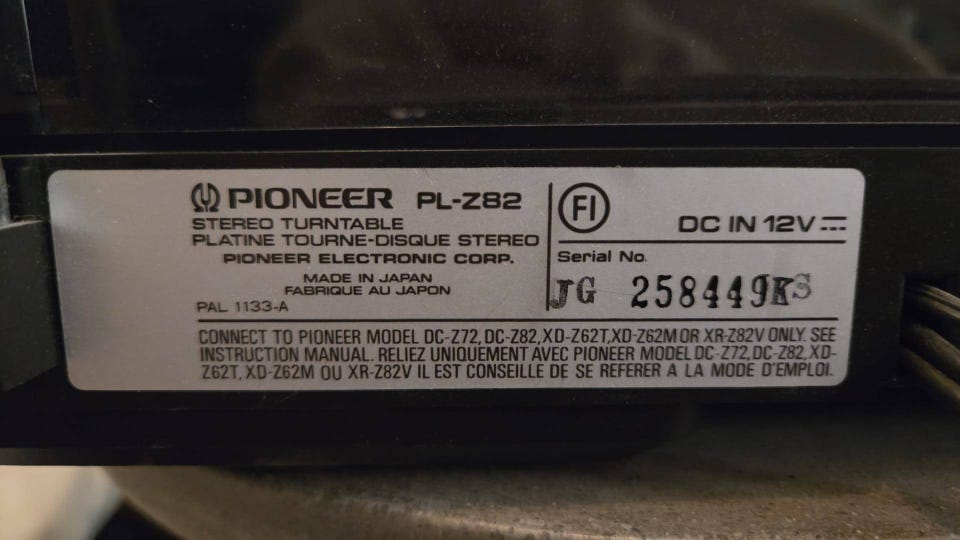 PIONEER PL-Z82
STEREO TURNTABLE
PLATINE TOURNE-DISQUE STEREO
PIONEER ELECTRONIC CORP.
MADE IN JAPAN
FABRIQUE AU JAPON
PAL 1133-A
FI
DC IN 12V ⎓
Serial No.
JG 258449KS
CONNECT TO PIONEER MODEL DC-Z72, DC-Z82, XD-Z62T, XD-Z62M OR XR-Z82V ONLY. SEE
INSTRUCTION MANUAL. RELIEZ UNIQUEMENT AVEC PIONEER MODEL DC-Z72, DC-Z82, XD-
Z62T, XD-Z62M OU XR-Z82V IL EST CONSEILLE DE SE REFERER A LA MODE D'EMPLOI.